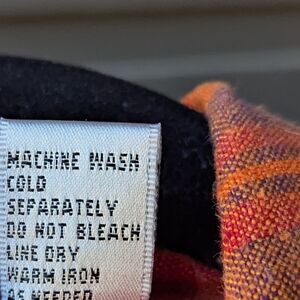 MACHINE WASH
COLD
SEPARATELY
DO NOT BLEACH
LINE DRY
WARM IRON
AS NEEDED